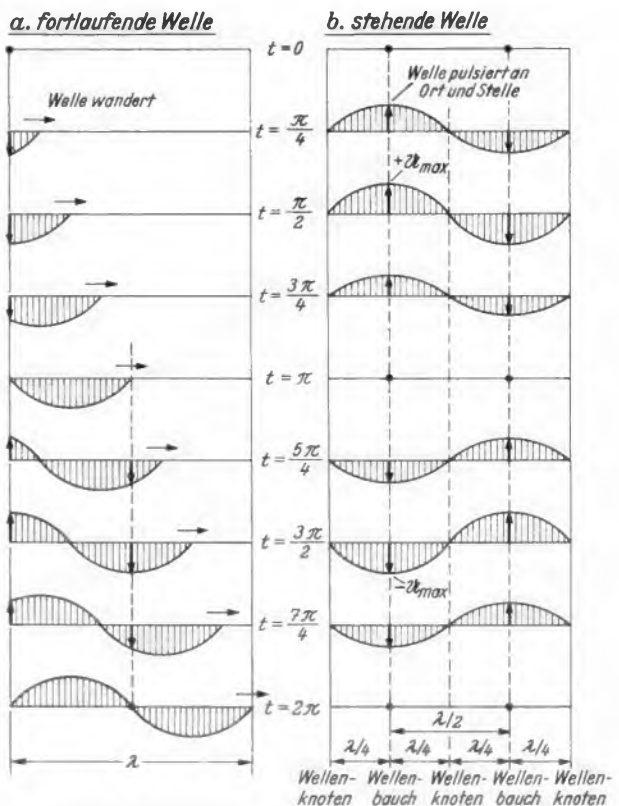 a. fortlaufende Welle
b. stehende Welle
t=0
Welle wandert
Welle pulsiert an
Ort und Stelle
t=π/4
+𝒰max
t=π/2
t=3π/4
t=π
t=5π/4
t=3π/2
-𝒰max
t=7π/4
t=2π
λ/2
λ
λ/4 λ/4 λ/4 λ/4
Wellen- Wellen- Wellen- Wellen- Wellen-
knoten bauch knoten bauch knoten